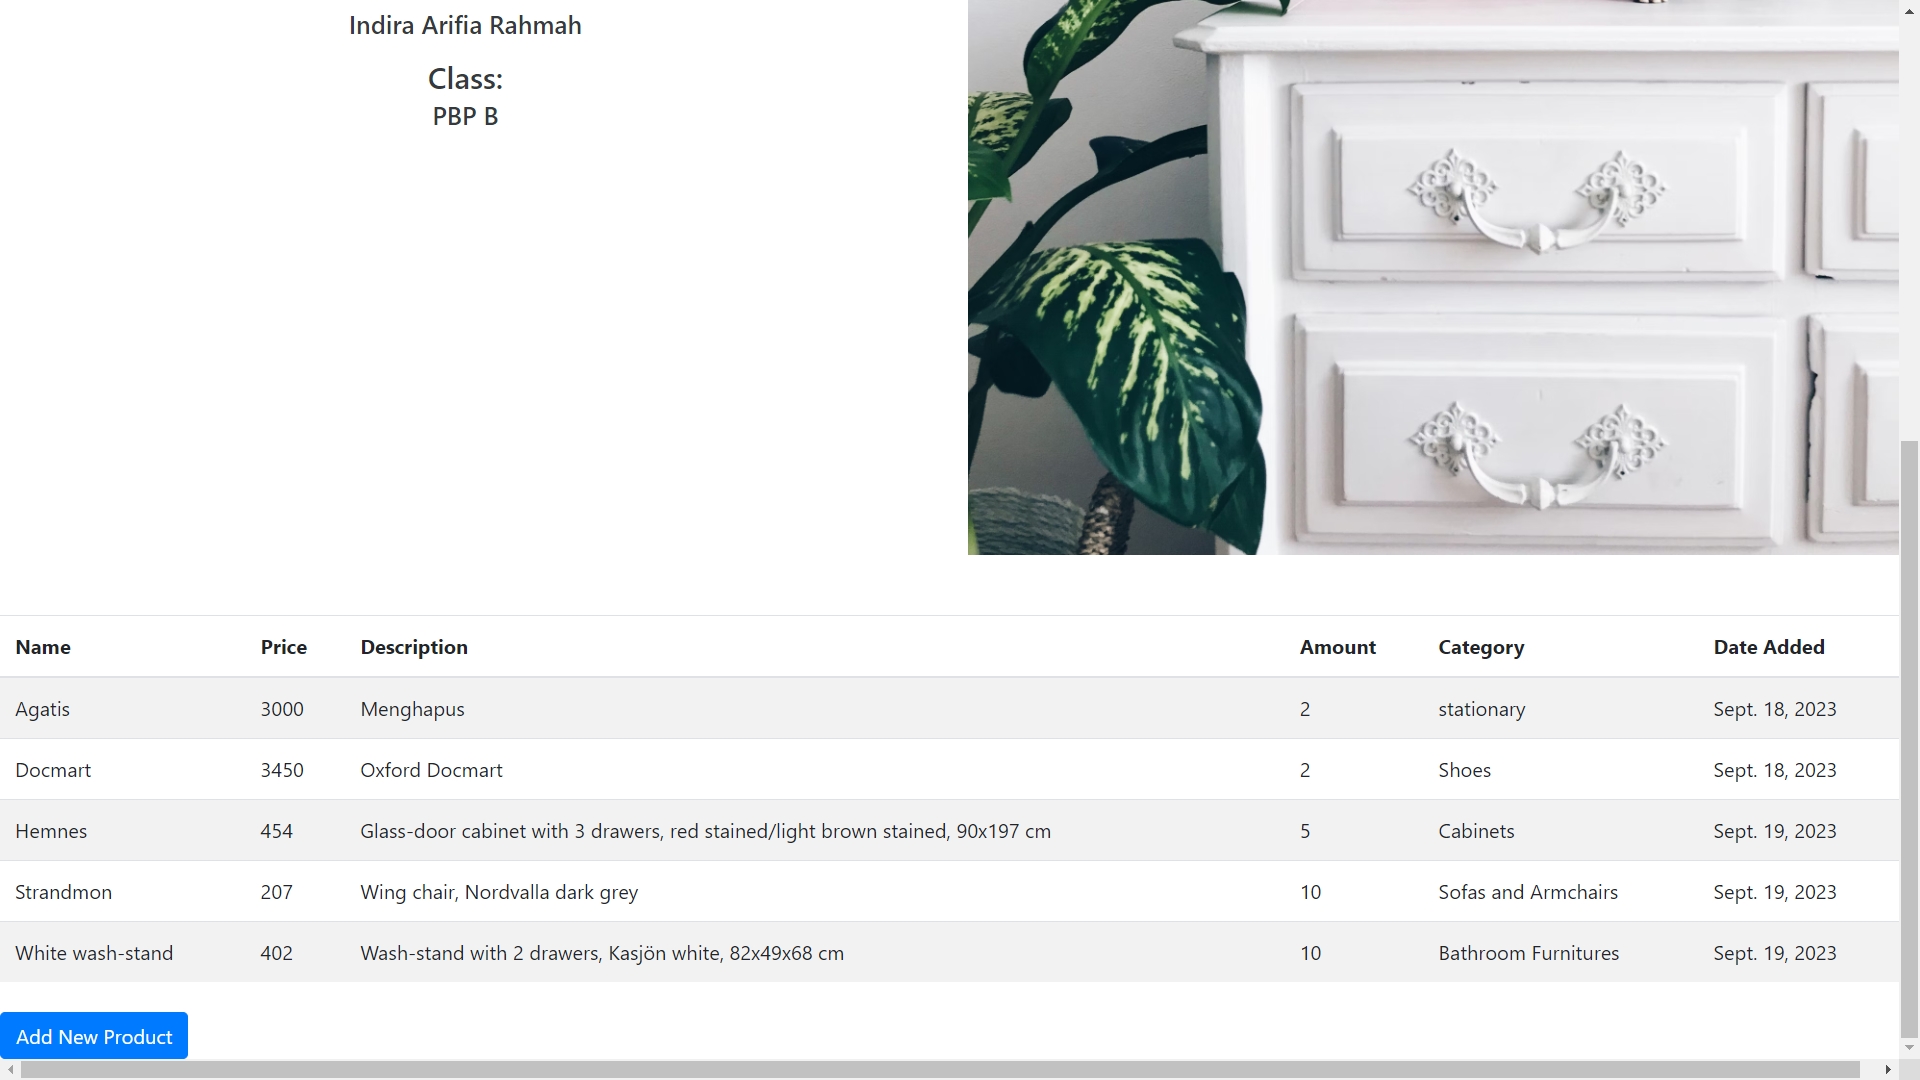 Indira Arifia Rahmah
Class:
PBP B
Name Price Description Amount Category Date Added
Agatis 3000 Menghapus 2 stationary Sept. 18, 2023
Docmart 3450 Oxford Docmart 2 Shoes Sept. 18, 2023
Hemnes 454 Glass-door cabinet with 3 drawers, red stained/light brown stained, 90x197 cm 5 Cabinets Sept. 19, 2023
Strandmon 207 Wing chair, Nordvalla dark grey 10 Sofas and Armchairs Sept. 19, 2023
White wash-stand 402 Wash-stand with 2 drawers, Kasjön white, 82x49x68 cm 10 Bathroom Furnitures Sept. 19, 2023
Add New Product